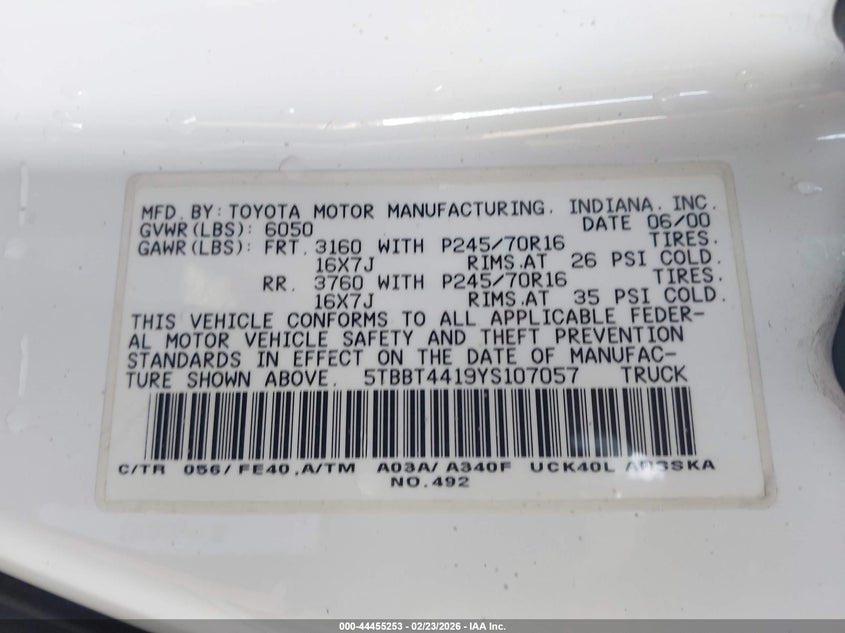 MFD. BY: TOYOTA MOTOR MANUFACTURING, INDIANA, INC.
GVWR(LBS): 6050 DATE 06/00
GAWR(LBS): FRT. 3160 WITH P245/70R16 TIRES.
16X7J RIMS.AT 26 PSI COLD.
RR. 3760 WITH P245/70R16 TIRES.
16X7J RIMS.AT 35 PSI COLD.
THIS VEHICLE CONFORMS TO ALL APPLICABLE FEDER-
AL MOTOR VEHICLE SAFETY AND THEFT PREVENTION
STANDARDS IN EFFECT ON THE DATE OF MANUFAC-
TURE SHOWN ABOVE. 5TBBT4419YS107057 TRUCK
C/TR 056/ FE40 ,A/TM A03A/ A340F UCK40L
NO.492
000-44455253 - 02/23/2026 - IAA Inc.